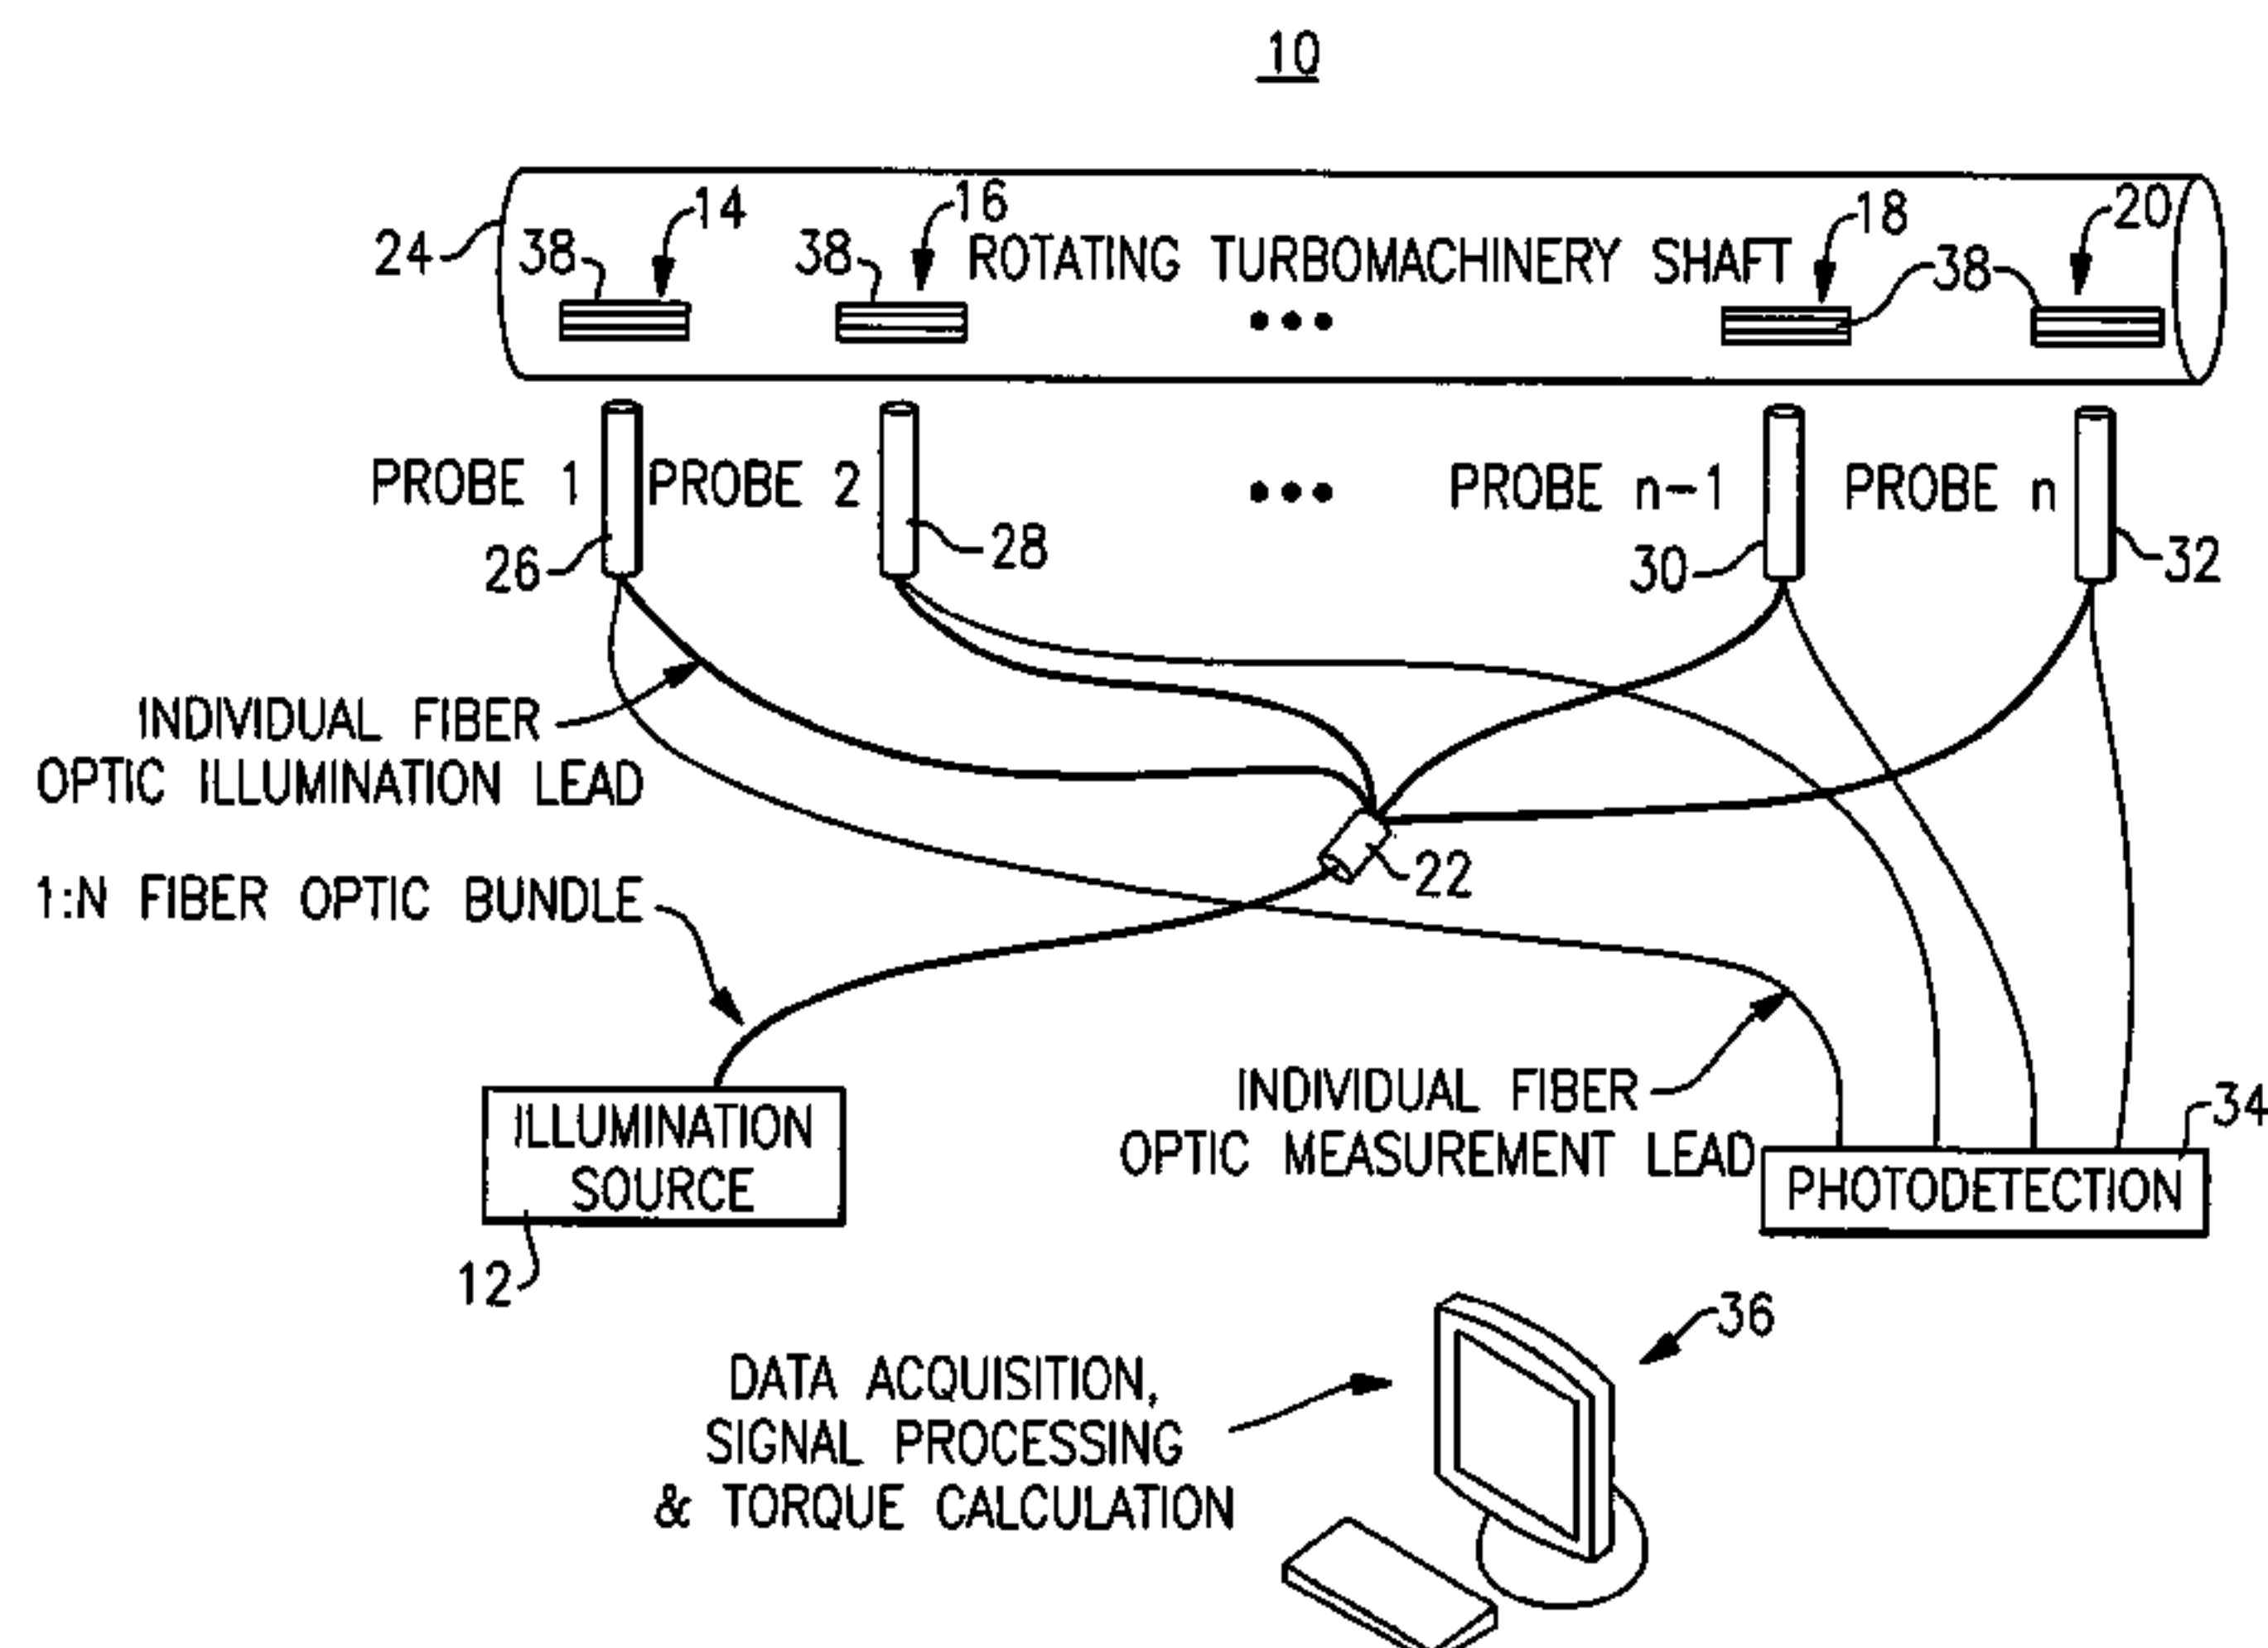 10
14
16
18
20
24
38
38
38
ROTATING TURBOMACHINERY SHAFT
PROBE 1
PROBE 2
PROBE n-1
PROBE n
26
28
30
32
INDIVIDUAL FIBER
OPTIC ILLUMINATION LEAD
1:N FIBER OPTIC BUNDLE
22
ILLUMINATION
SOURCE
12
INDIVIDUAL FIBER
OPTIC MEASUREMENT LEAD
34
PHOTODETECTION
36
DATA ACQUISITION,
SIGNAL PROCESSING
& TORQUE CALCULATION